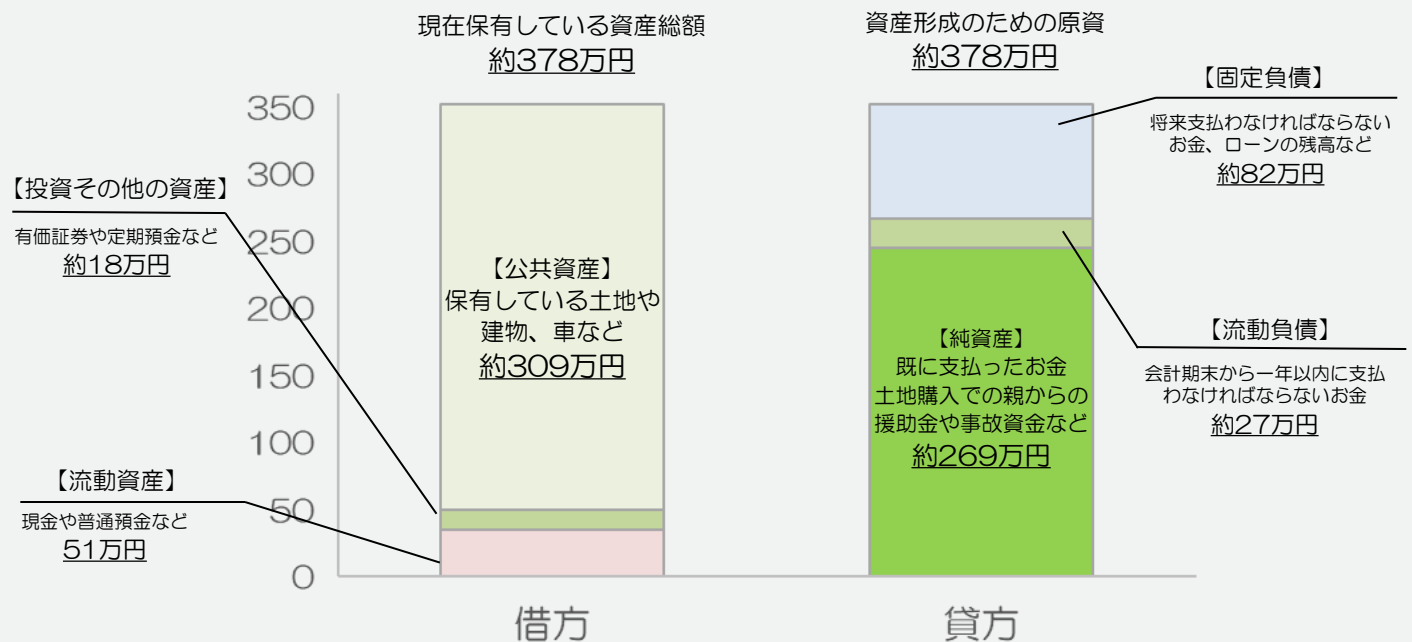 現在保有している資産総額
約378万円
資産形成のための原資
約378万円
【固定負債】
将来支払わなければならない
お金、ローンの残高など
約82万円
350
300
250
200
150
100
50
0
【投資その他の資産】
有価証券や定期預金など
約18万円
【公共資産】
保有している土地や
建物、車など
約309万円
【純資産】
既に支払ったお金
土地購入での親からの
援助金や事故資金など
約269万円
【流動負債】
会計期末から一年以内に支払
わなければならないお金
約27万円
【流動資産】
現金や普通預金など
51万円
借方
貸方